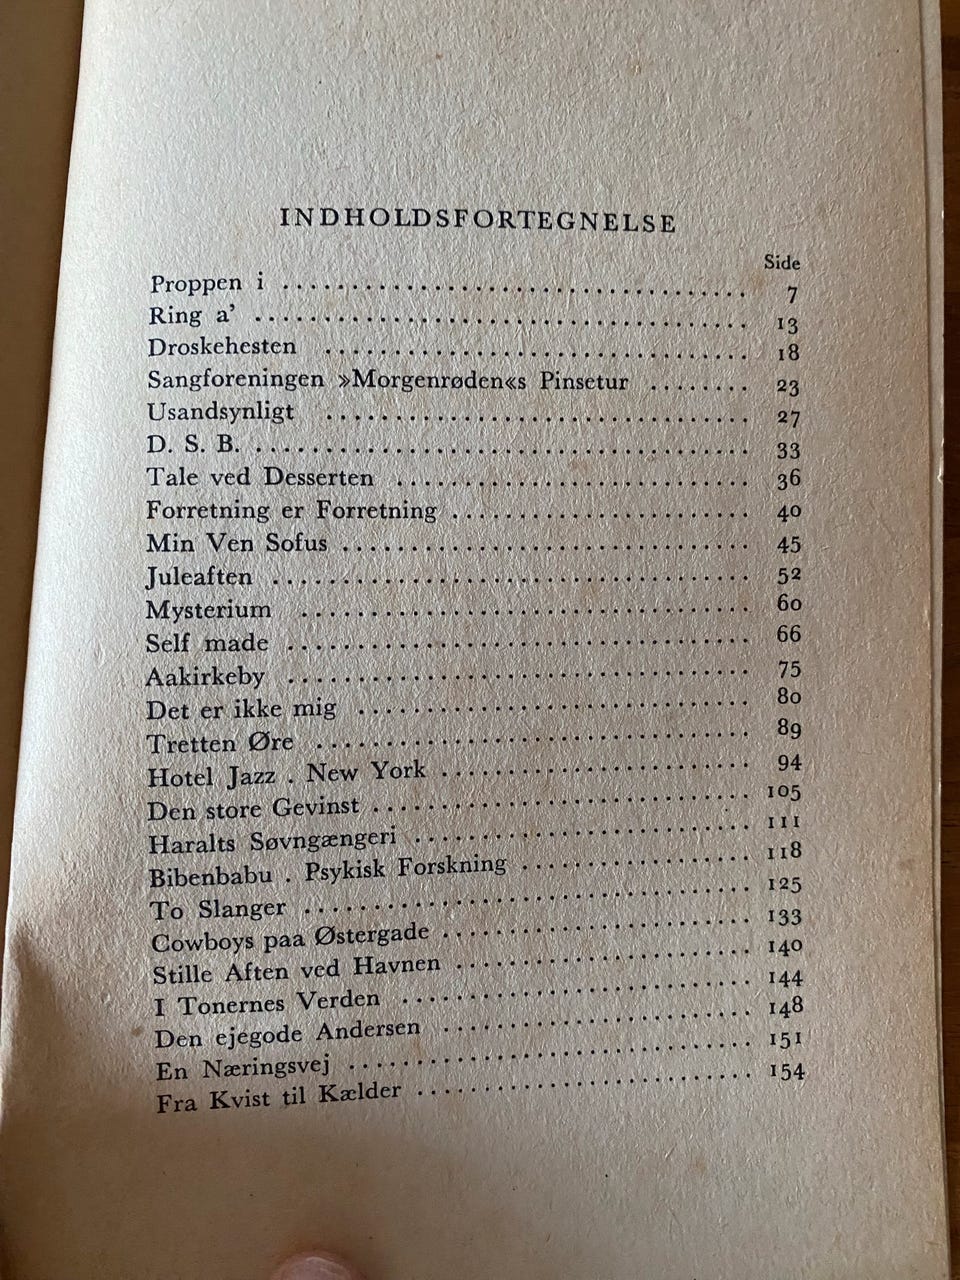 INDHOLDSFORTEGNELSE
Side
Proppen i ........................................ 7
Ring a’ ........................................ 13
Droskehesten ........................................ 18
Sangforeningen »Morgenrøden«s Pinsetur ........ 23
Usandsynligt ........................................ 27
D. S. B. ........................................ 33
Tale ved Desserten .............................. 36
Forretning er Forretning ........................ 40
Min Ven Sofus .................................. 45
Juleaften ........................................ 52
Mysterium ........................................ 60
Self made ........................................ 66
Aakirkeby ........................................ 75
Det er ikke mig ................................ 80
Tretten Øre .................................... 89
Hotel Jazz . New York .......................... 94
Den store Gevinst .............................. 105
Haralts Søvngængeri ............................ 111
Bibenbabu . Psykisk Forskning .................. 118
To Slanger ...................................... 125
Cowboys paa Østergade .......................... 133
Stille Aften ved Havnen ........................ 140
I Tonernes Verden .............................. 144
Den ejegode Andersen ............................ 148
En Næringsvej .................................. 151
Fra Kvist til Kælder ............................ 154